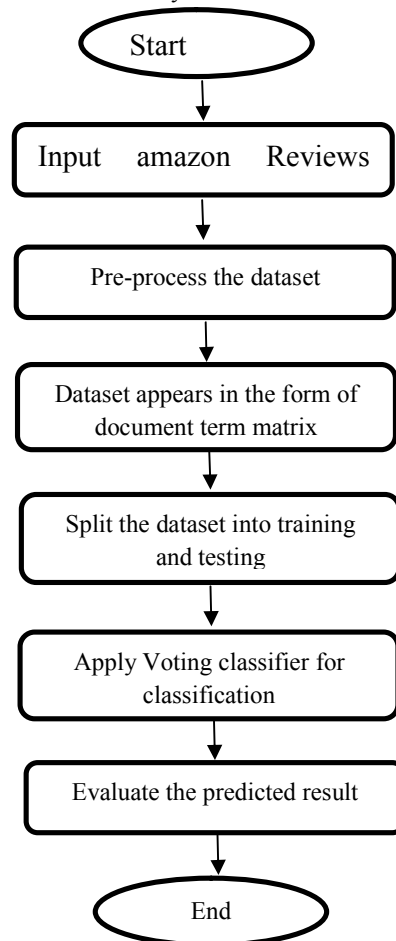 Start
Input amazon Reviews
Pre-process the dataset
Dataset appears in the form of
document term matrix
Split the dataset into training
and testing
Apply Voting classifier for
classification
Evaluate the predicted result
End